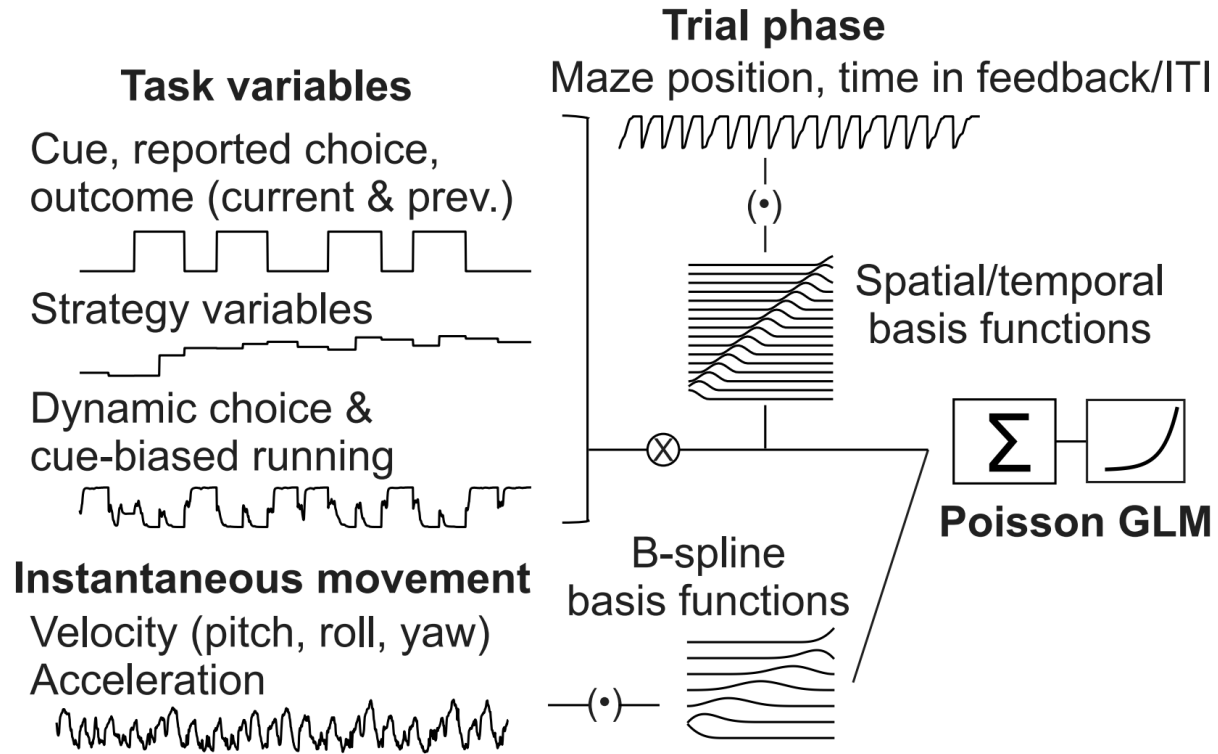 Task variables
Cue, reported choice,
outcome (current & prev.)
Strategy variables
Dynamic choice &
cue-biased running
Instantaneous movement
Velocity (pitch, roll, yaw)
Acceleration
Trial phase
Maze position, time in feedback/ITI
(•)
Spatial/temporal
basis functions
X
B-spline
basis functions
(•)
Σ
Poisson GLM